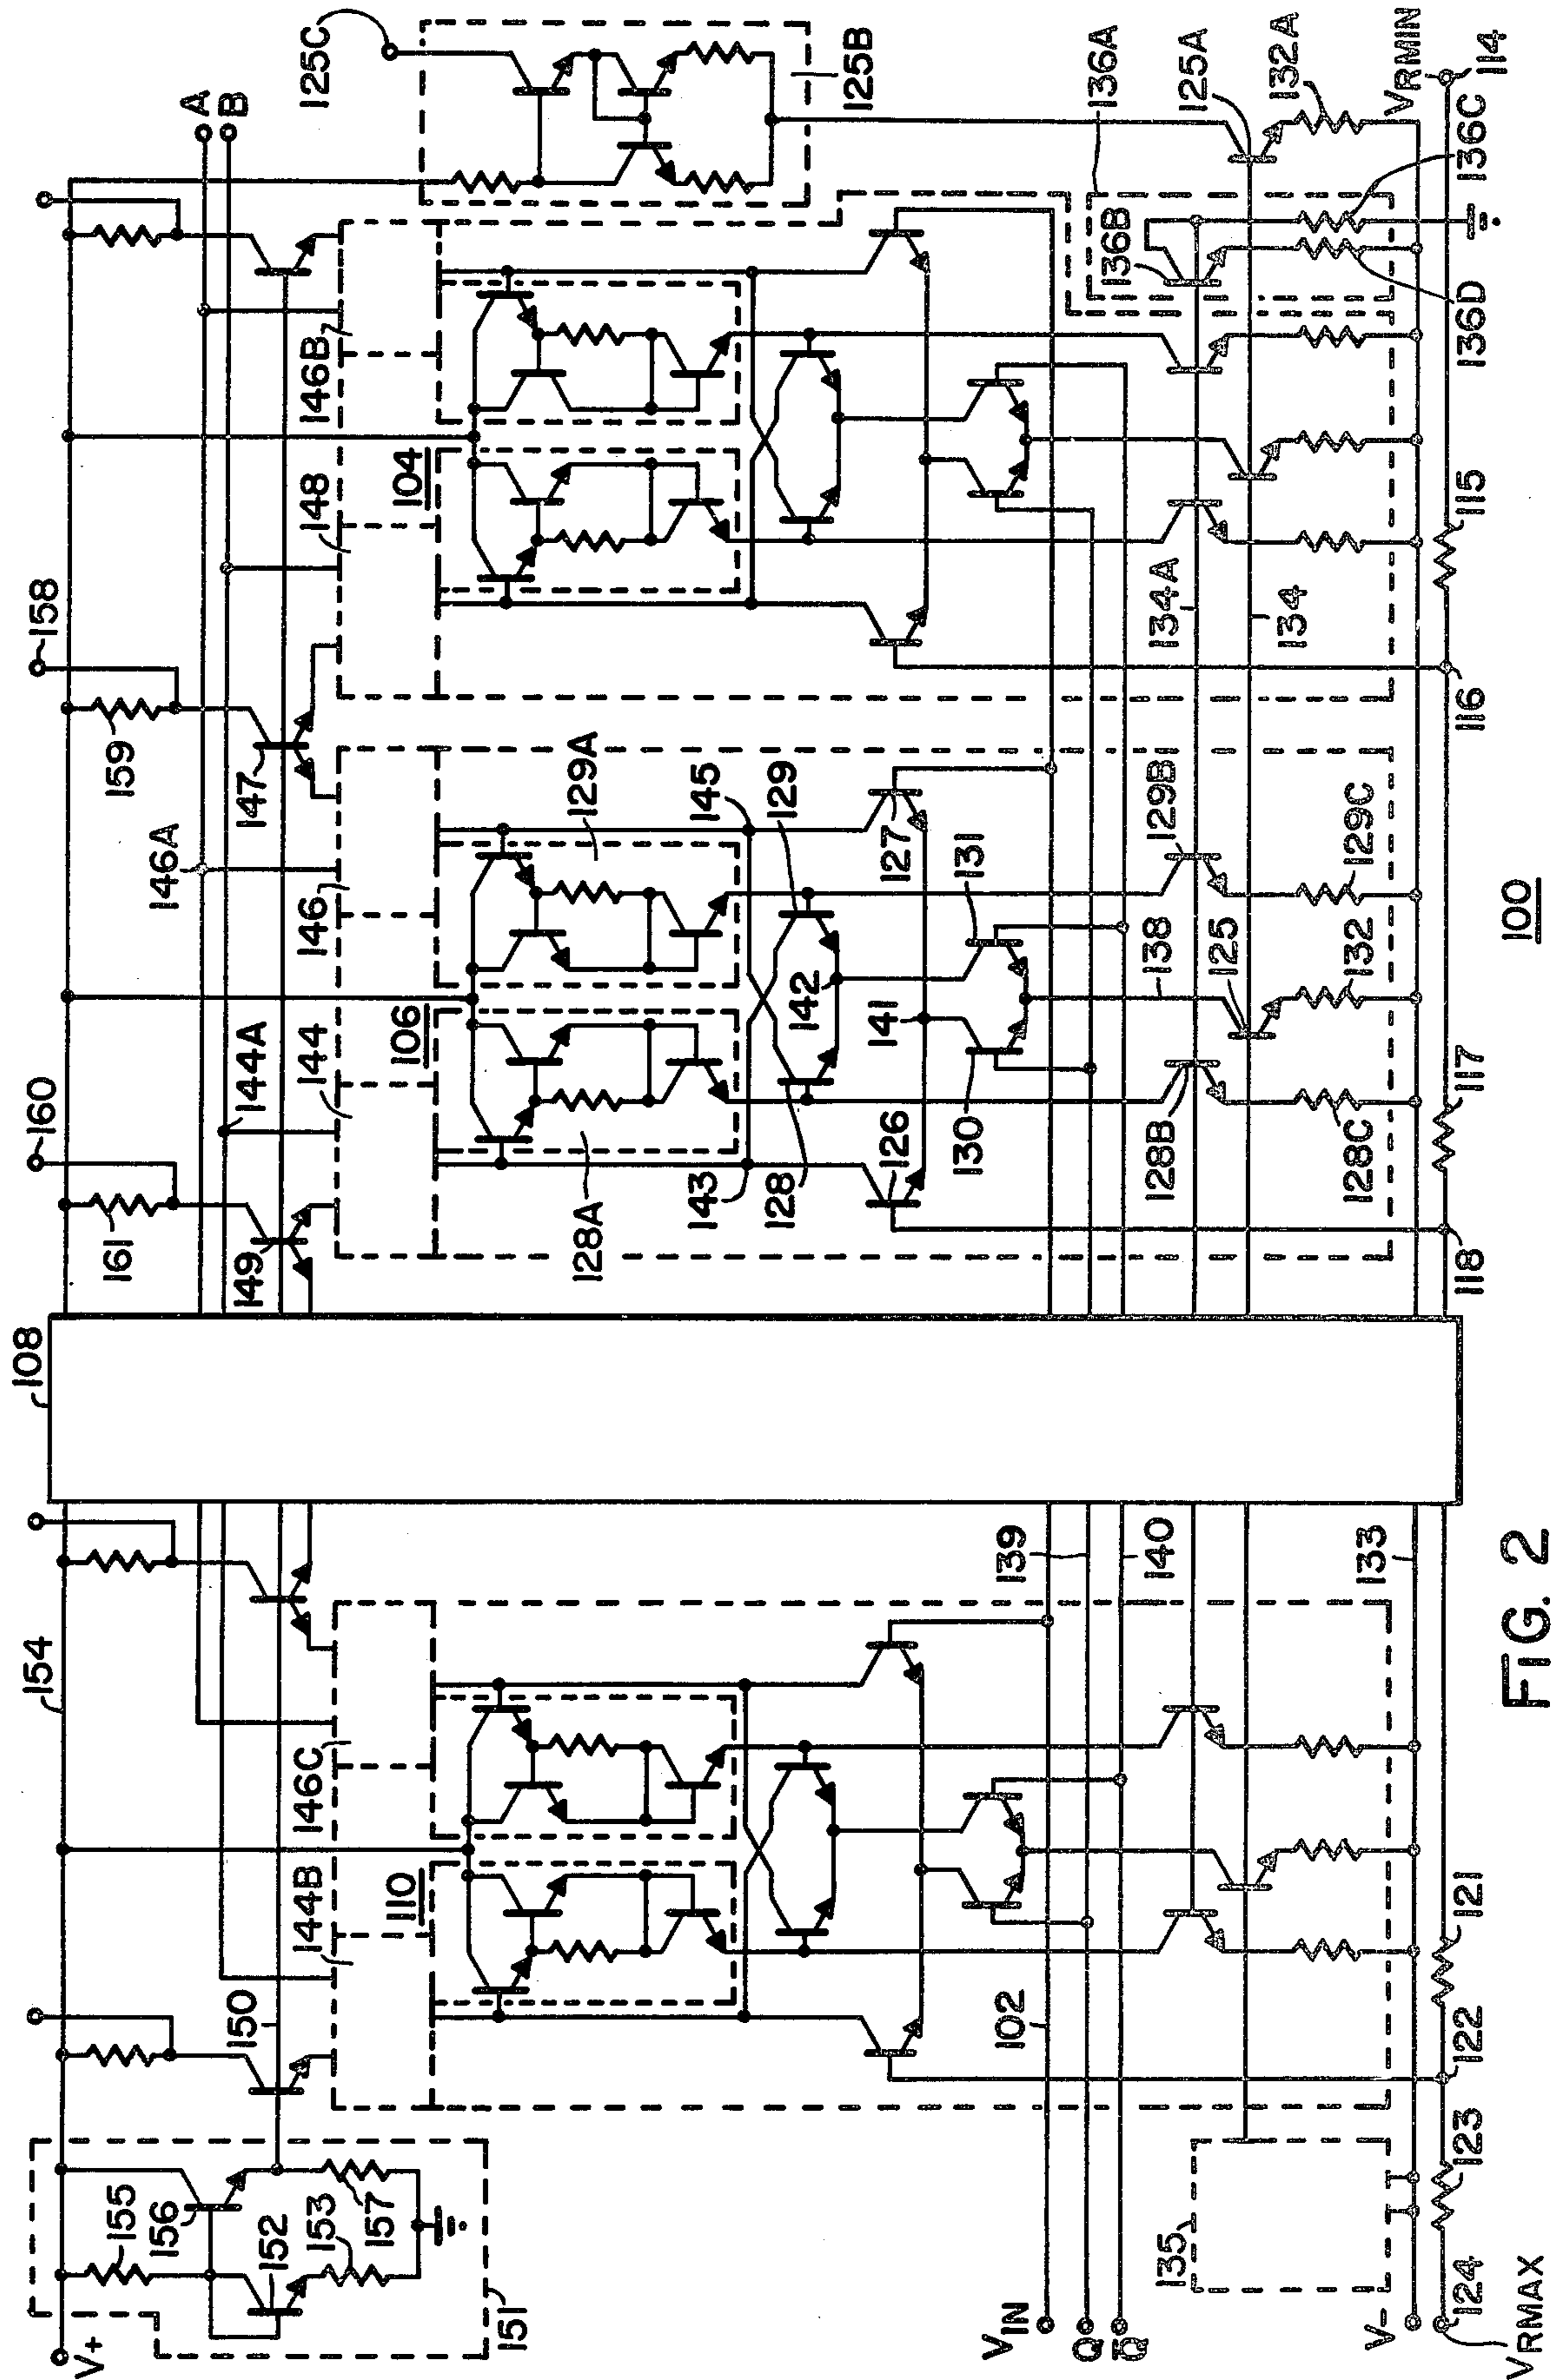 154
108
160
158
V+
155
156
152
153
157
151
161
159
A
B
146A
150
144A
149
147
125C
144B
146C
144
146
148
146B
110
106
104
128A
129A
125B
143
145
128
129
142
141
126
127
130
131
102
139
140
138
V_IN
Q
Q̄
135
133
128B
125
129B
134A
134
136B
136A
125A
128C
132
129C
132A
V-
124
V_RMAX
123
122
121
118
117
116
115
136D
136C
114
V_RMIN
100
FIG. 2